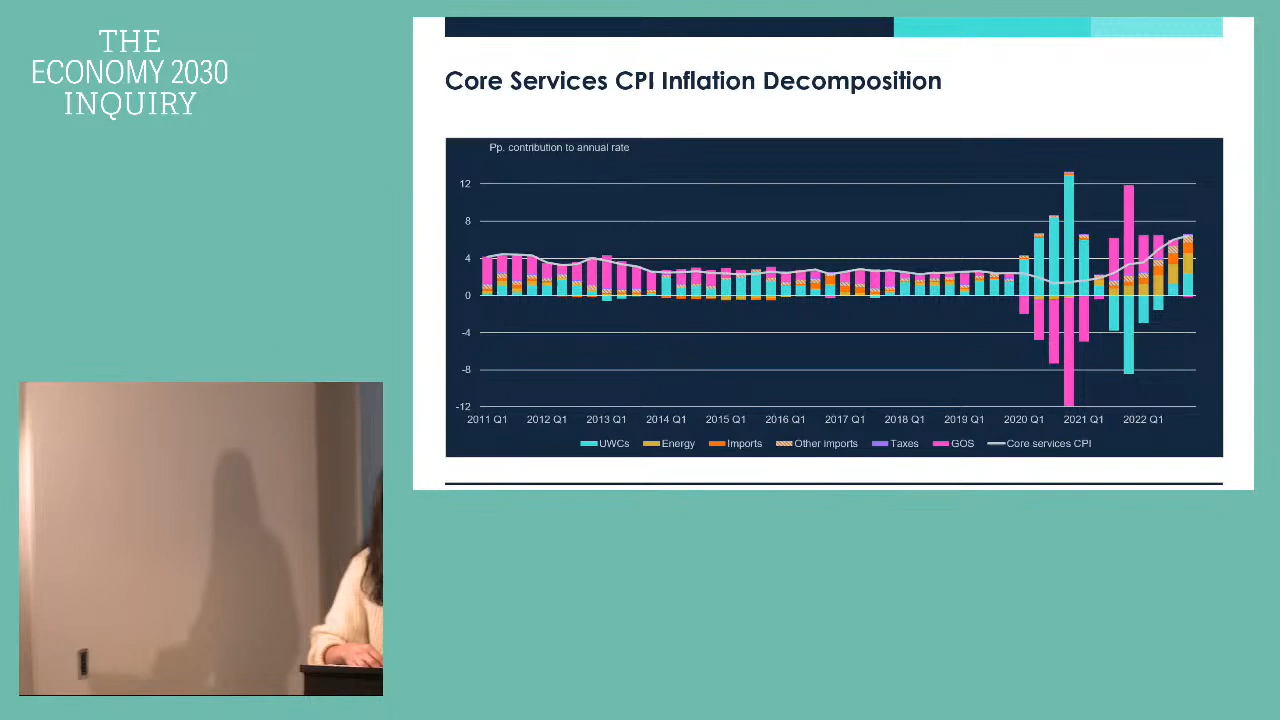 THE
ECONOMY 2030
INQUIRY
Core Services CPI Inflation Decomposition
Pp. contribution to annual rate
12
8
4
0
-4
-8
-12
2011 Q1 2012 Q1 2013 Q1 2014 Q1 2015 Q1 2016 Q1 2017 Q1 2018 Q1 2019 Q1 2020 Q1 2021 Q1 2022 Q1
UWCs Energy Imports Other imports Taxes GOS Core services CPI